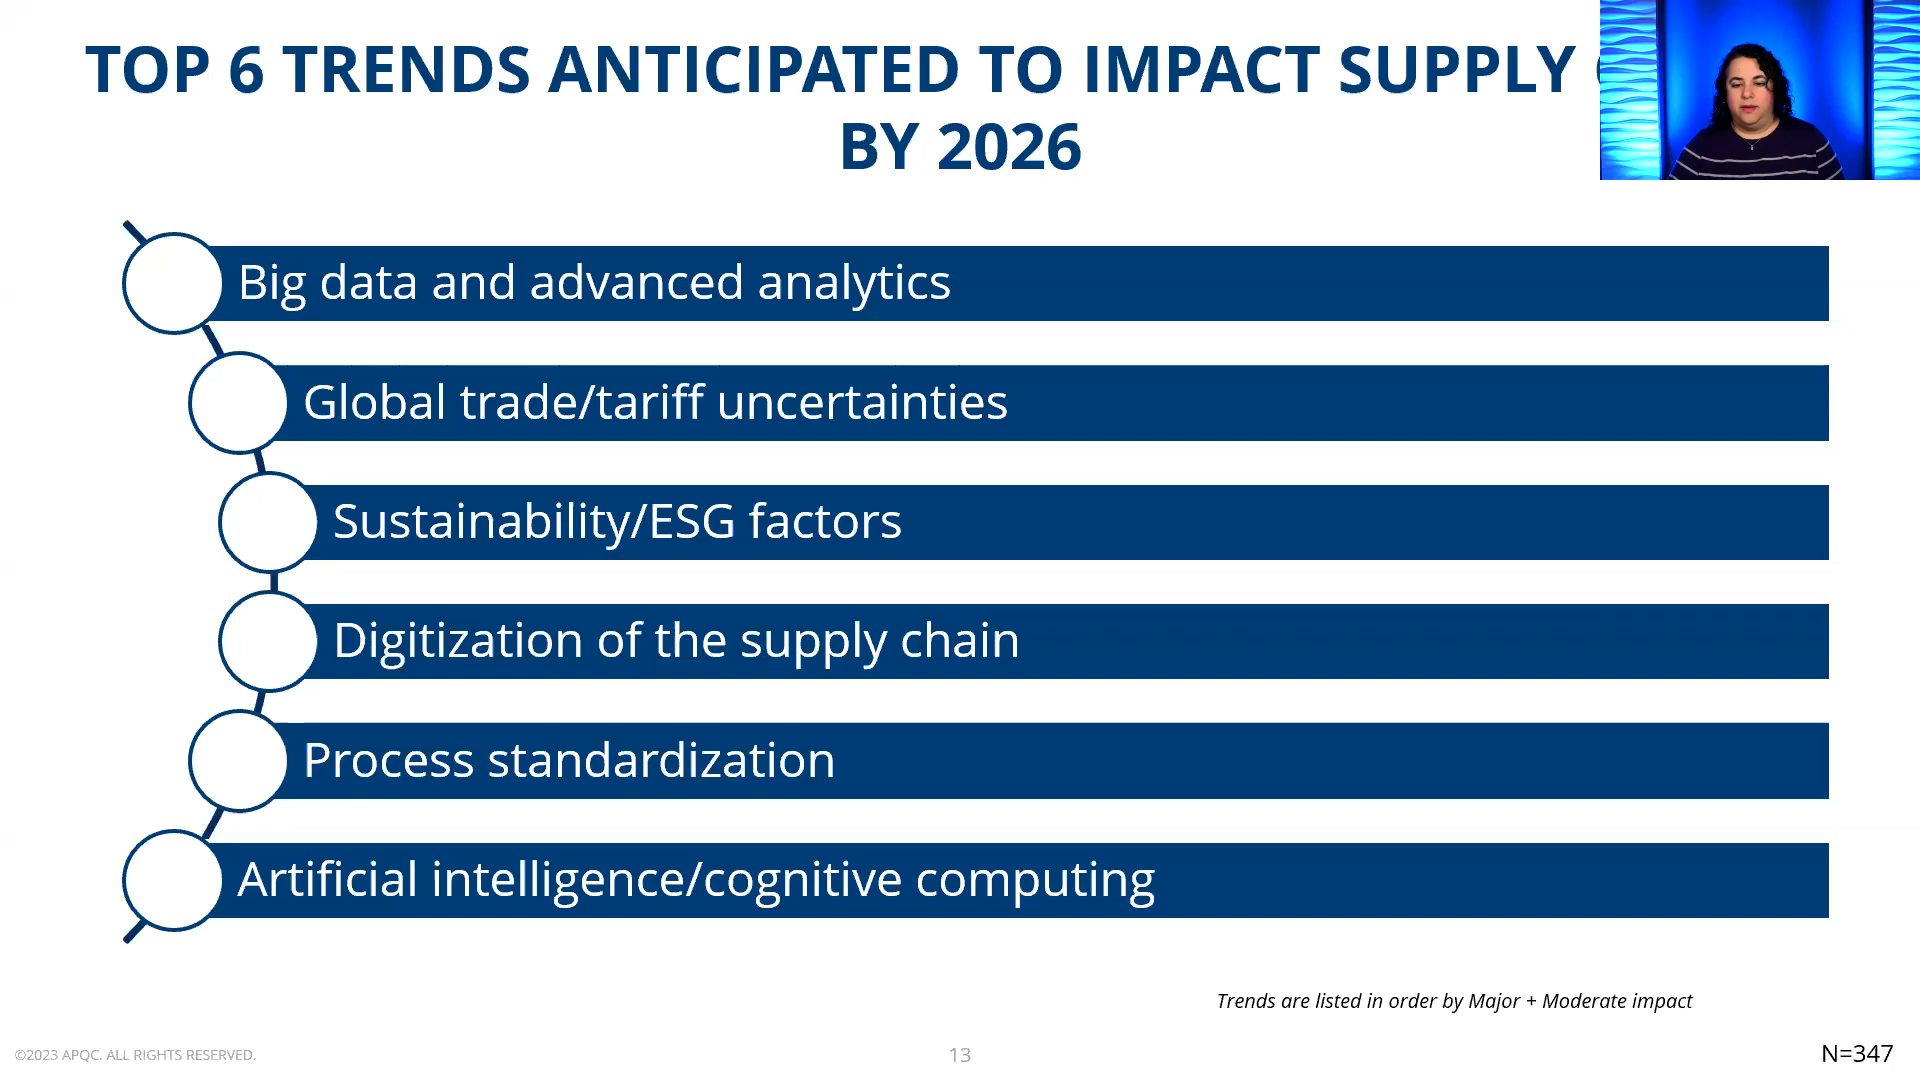 TOP 6 TRENDS ANTICIPATED TO IMPACT SUPPLY
BY 2026
Big data and advanced analytics
Global trade/tariff uncertainties
Sustainability/ESG factors
Digitization of the supply chain
Process standardization
Artificial intelligence/cognitive computing
Trends are listed in order by Major + Moderate impact
©2023 APQC. ALL RIGHTS RESERVED.
13
N=347